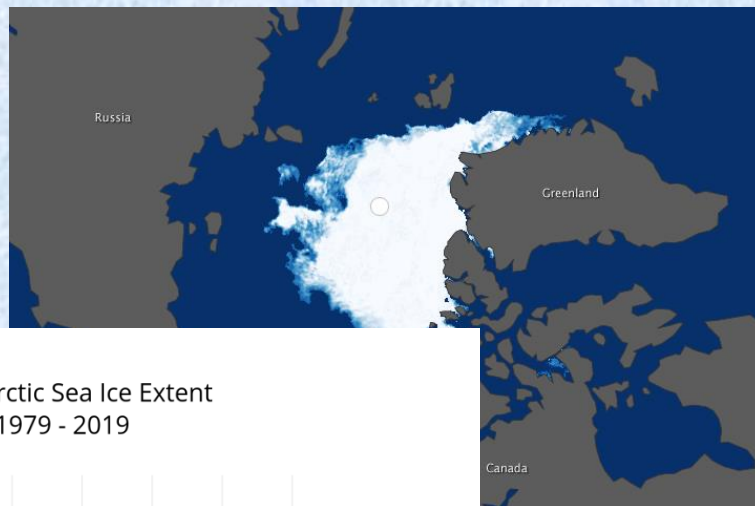 Russia
Greenland
rctic Sea Ice Extent
1979 - 2019
Canada